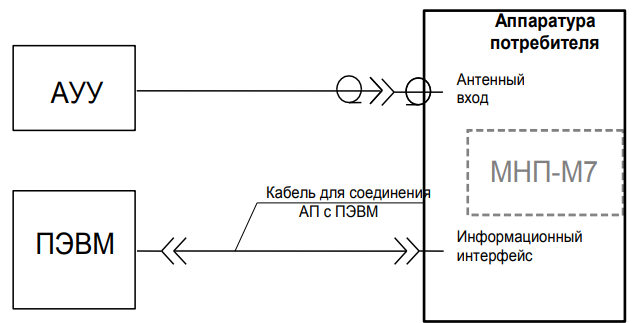 Аппаратура
потребителя
АУУ
Антенный
вход
МНП-М7
Кабель для соединения
АП с ПЭВМ
ПЭВМ
Информационный
интерфейс